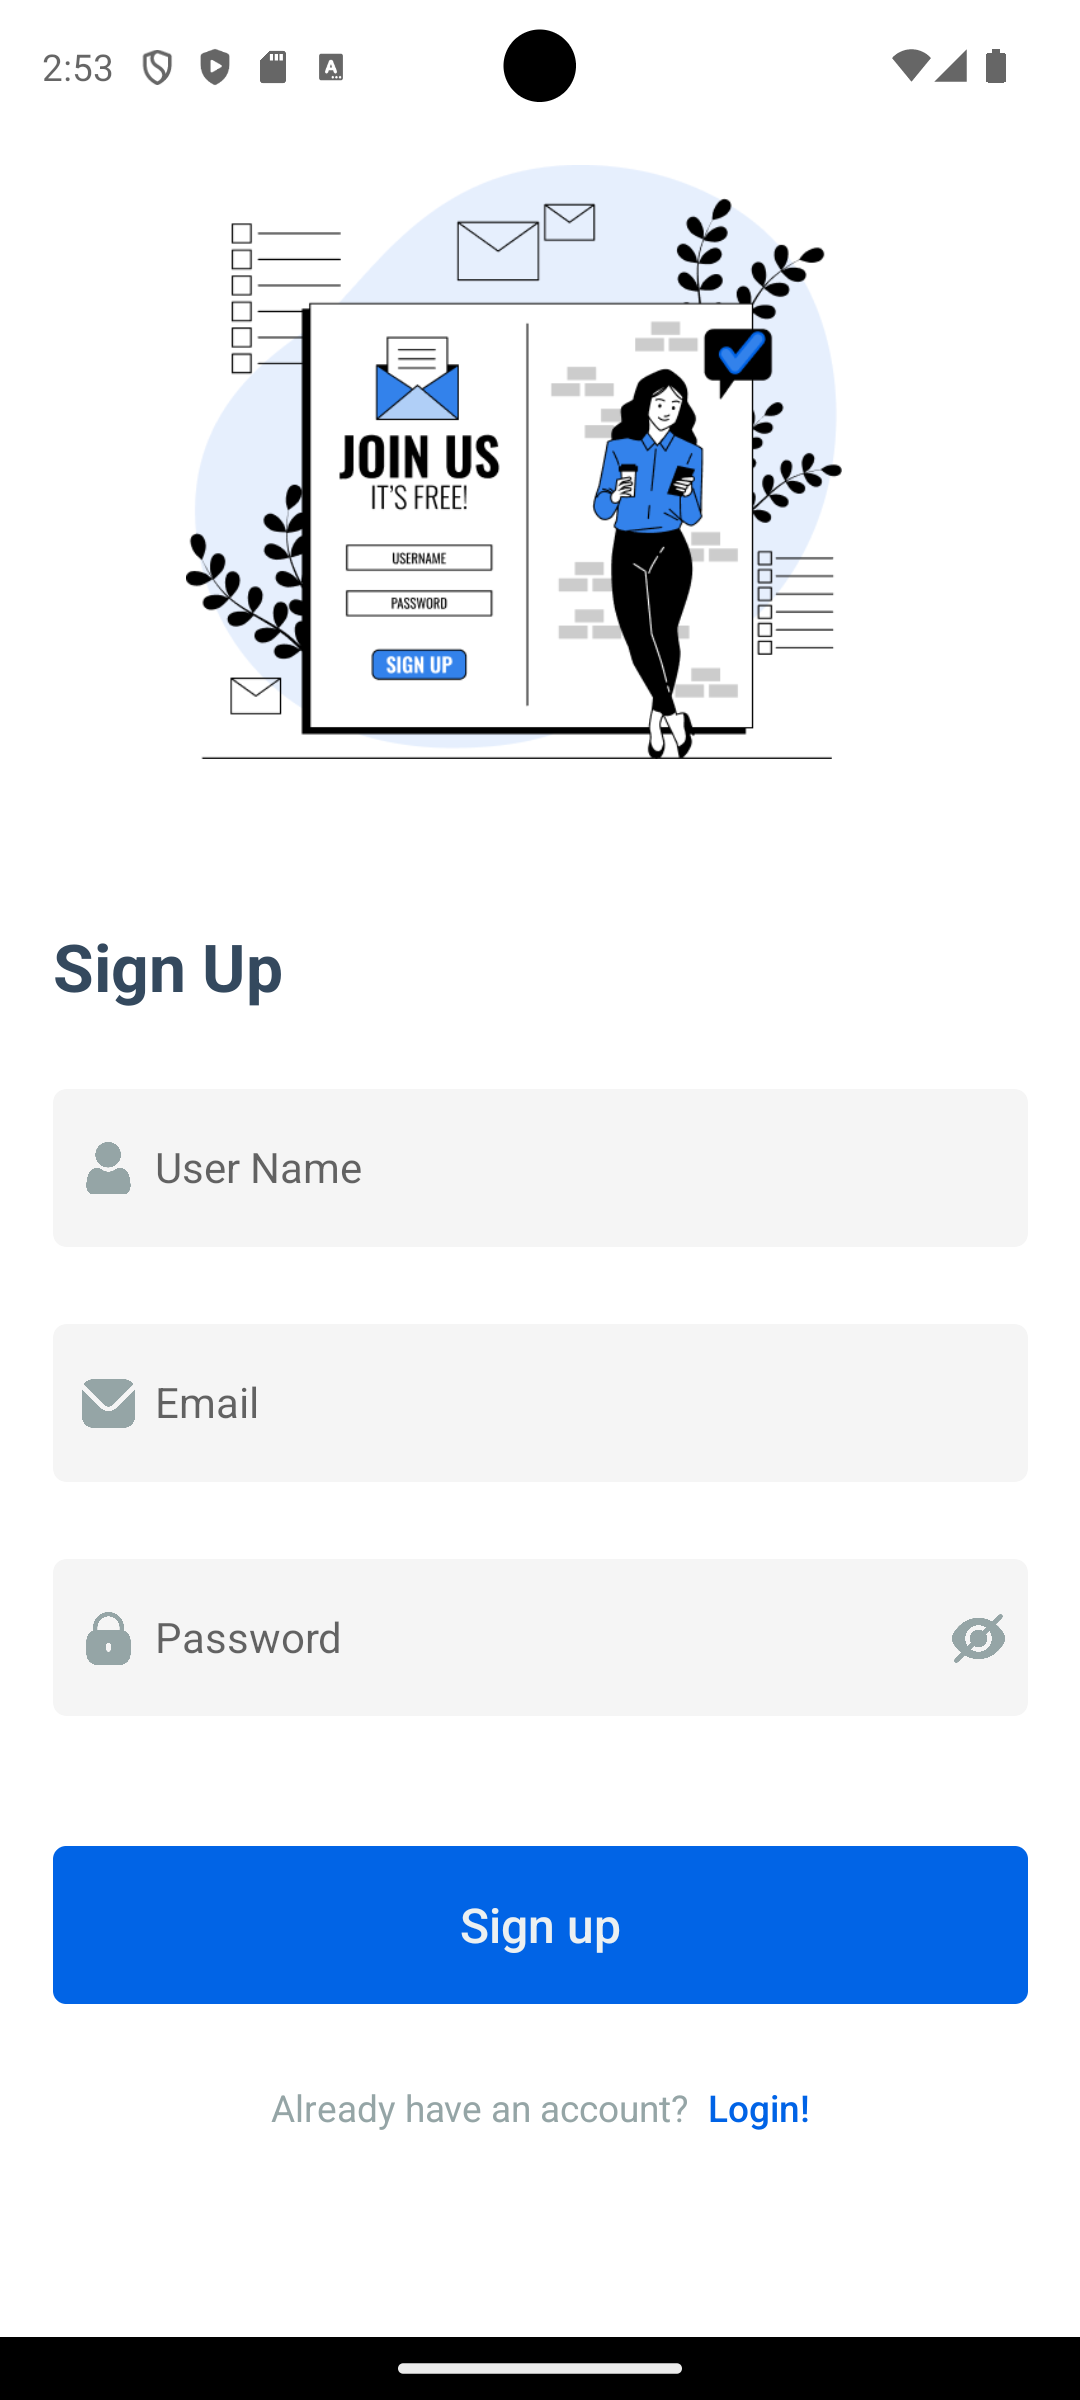 2:53
JOIN US
IT'S FREE!
USERNAME
PASSWORD
SIGN UP
Sign Up
User Name
Email
Password
Sign up
Already have an account? Login!